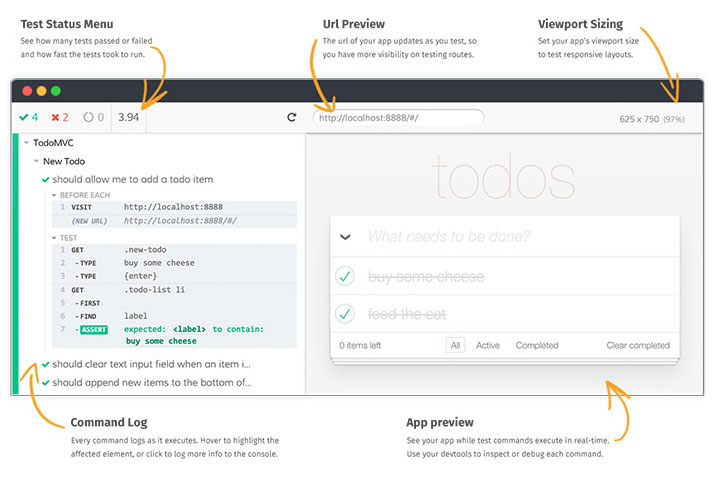 Test Status Menu
See how many tests passed or failed
and how fast the tests took to run.
Url Preview
The url of your app updates as you test, so
you have more visibility on testing routes.
Viewport Sizing
Set your app's viewport size
to test responsive layouts.
4 2 0 3.94
http://localhost:8888/#/
625 x 750 (97%)
TodoMVC
New Todo
should allow me to add a todo item
BEFORE EACH
1 VISIT http://localhost:8888
(NEW URL) http://localhost:8888/#/
TEST
1 GET .new-todo
2 -TYPE buy some cheese
3 -TYPE {enter}
4 GET .todo-list li
5 -FIRST
6 -FIND label
7 -ASSERT expected: <label> to contain:
buy some cheese
should clear text input field when an item i...
should append new items to the bottom of...
todos
What needs to be done?
buy some cheese
feed the cat
0 items left All Active Completed Clear completed
Command Log
Every command logs as it executes. Hover to highlight the
affected element, or click to log more info to the console.
App preview
See your app while test commands execute in real-time.
Use your devtools to inspect or debug each command.